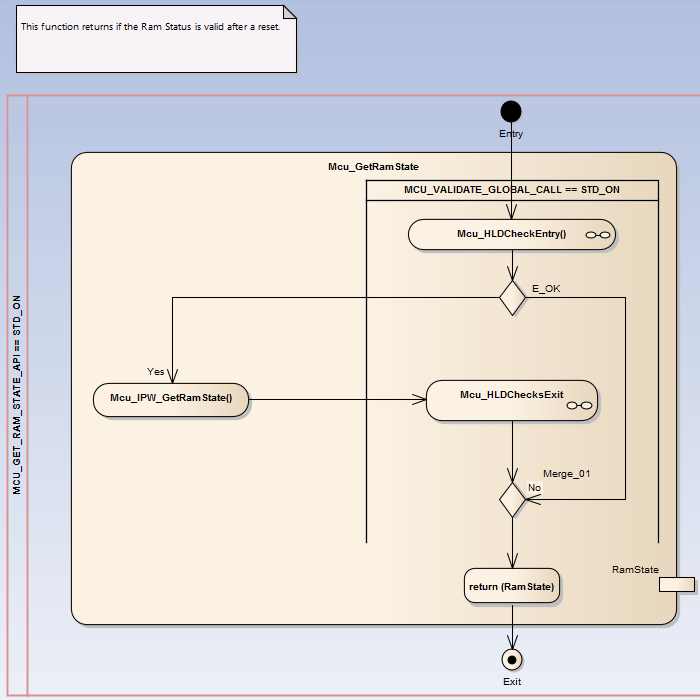 This function returns if the Ram Status is valid after a reset.
Entry
Mcu_GetRamState
MCU_VALIDATE_GLOBAL_CALL == STD_ON
Mcu_HLDCheckEntry()
E_OK
MCU_GET_RAM_STATE_API == STD_ON
Yes
Mcu_IPW_GetRamState()
Mcu_HLDChecksExit
Merge_01
No
RamState
return (RamState)
Exit